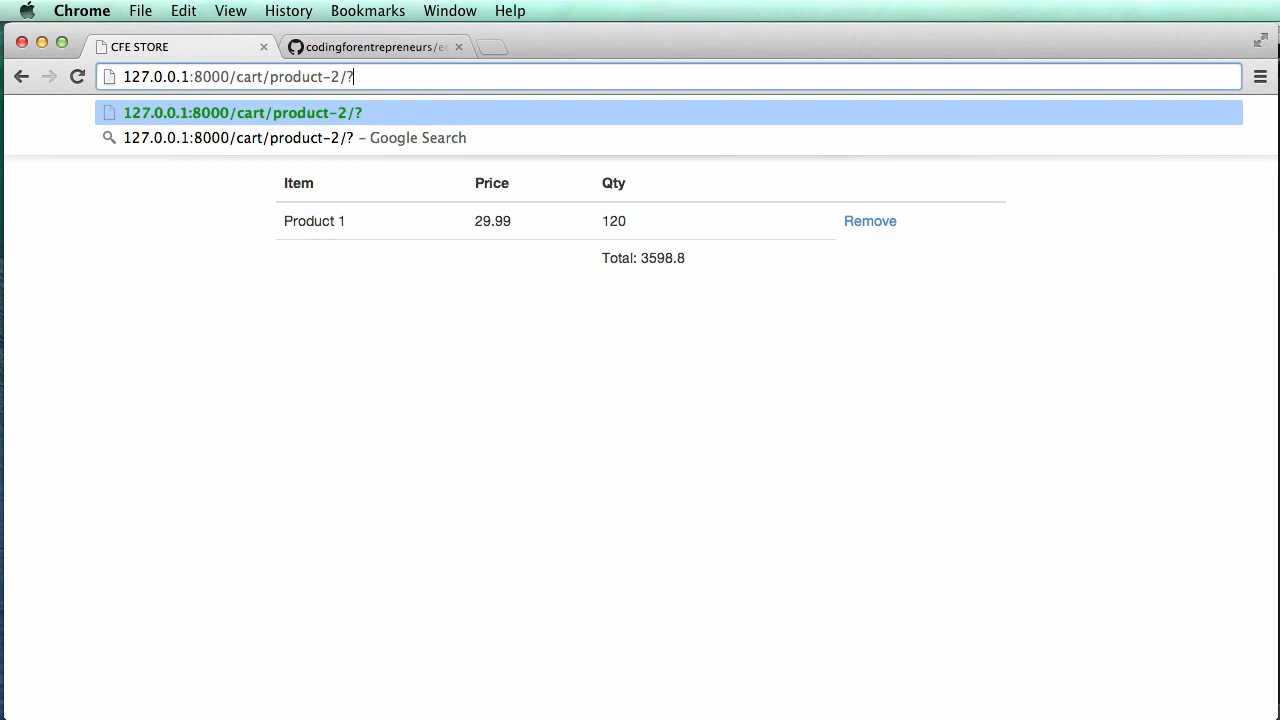 Chrome File Edit View History Bookmarks Window Help
CFE STORE
codingforentrepreneurs/e
127.0.0.1:8000/cart/product-2/?
127.0.0.1:8000/cart/product-2/?
127.0.0.1:8000/cart/product-2/? – Google Search
Item Price Qty
Product 1 29.99 120 Remove
Total: 3598.8